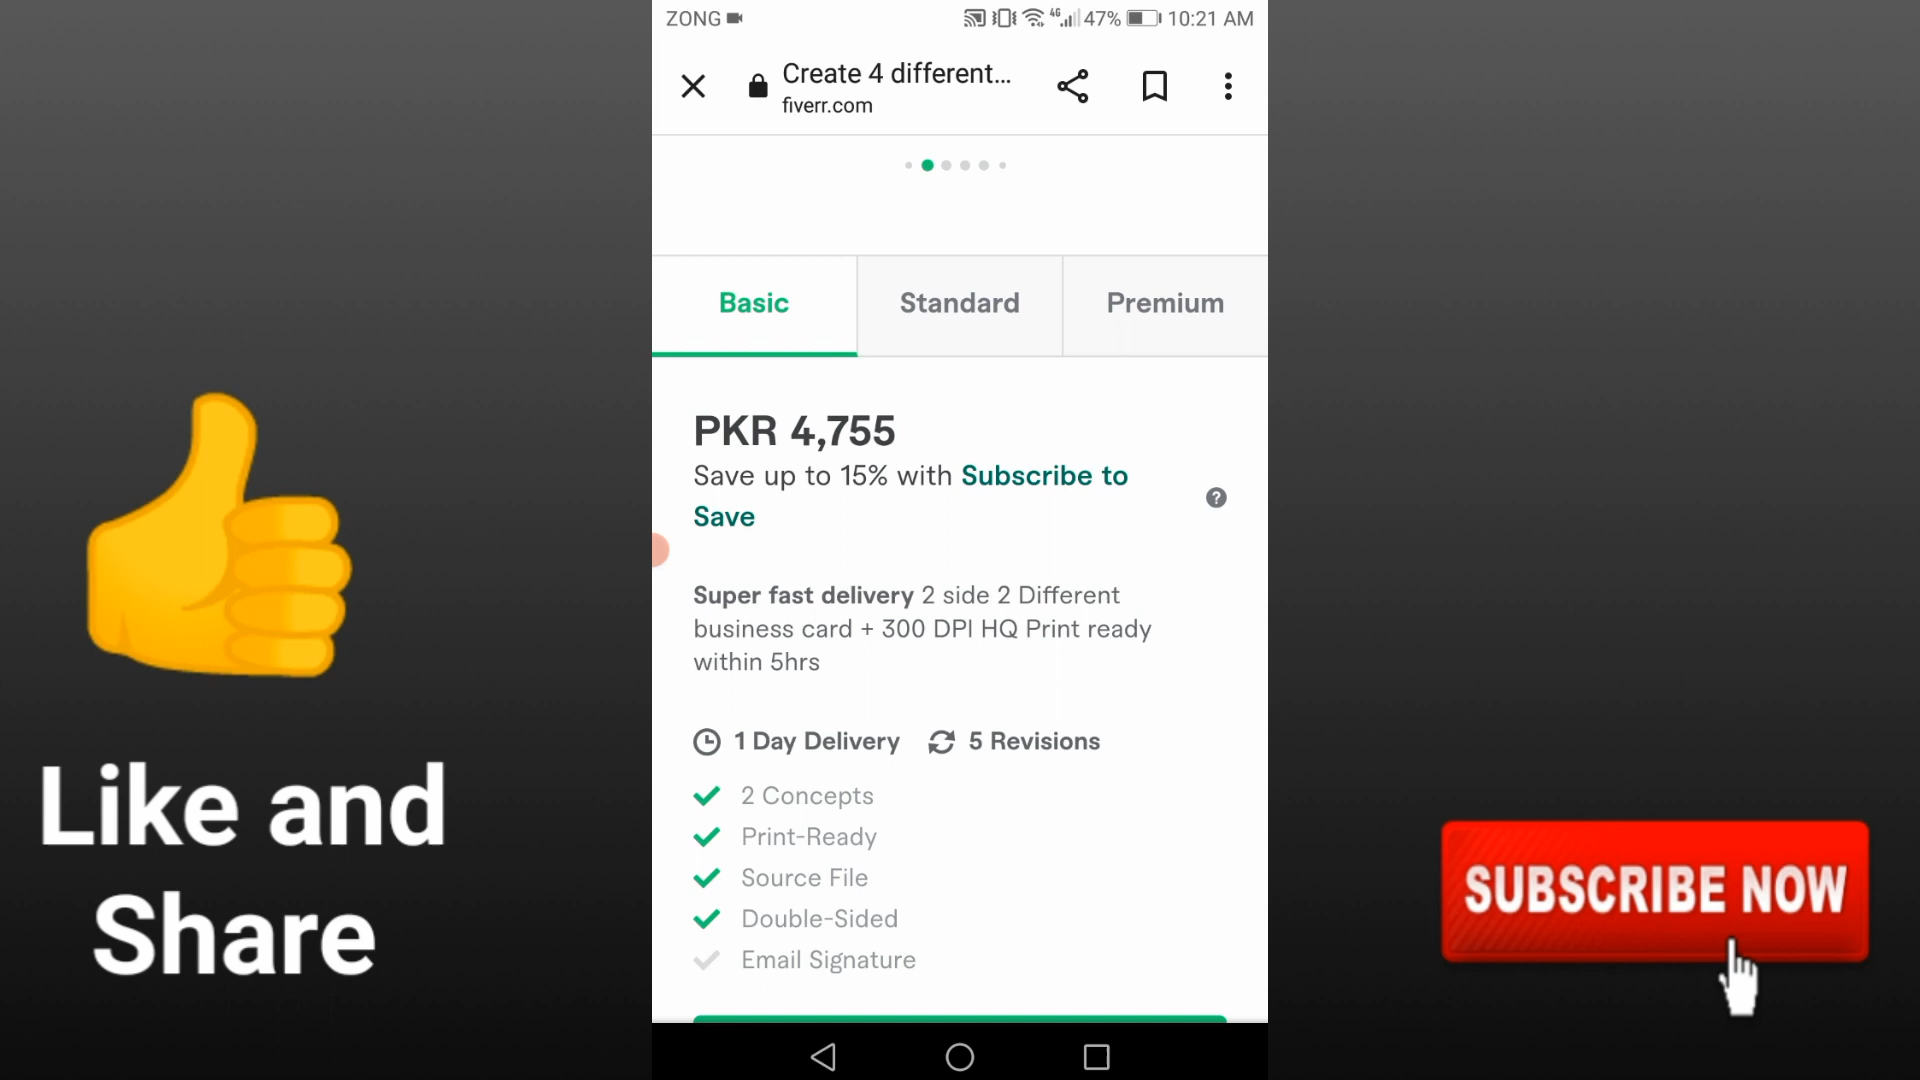 ZONG
4G
47%
10:21 AM
Create 4 different...
fiverr.com
Basic
Standard
Premium
PKR 4,755
Save up to 15% with Subscribe to
Save
?
Super fast delivery 2 side 2 Different
business card + 300 DPI HQ Print ready
within 5hrs
1 Day Delivery
5 Revisions
2 Concepts
Print-Ready
Source File
Double-Sided
Email Signature
Like and
Share
SUBSCRIBE NOW